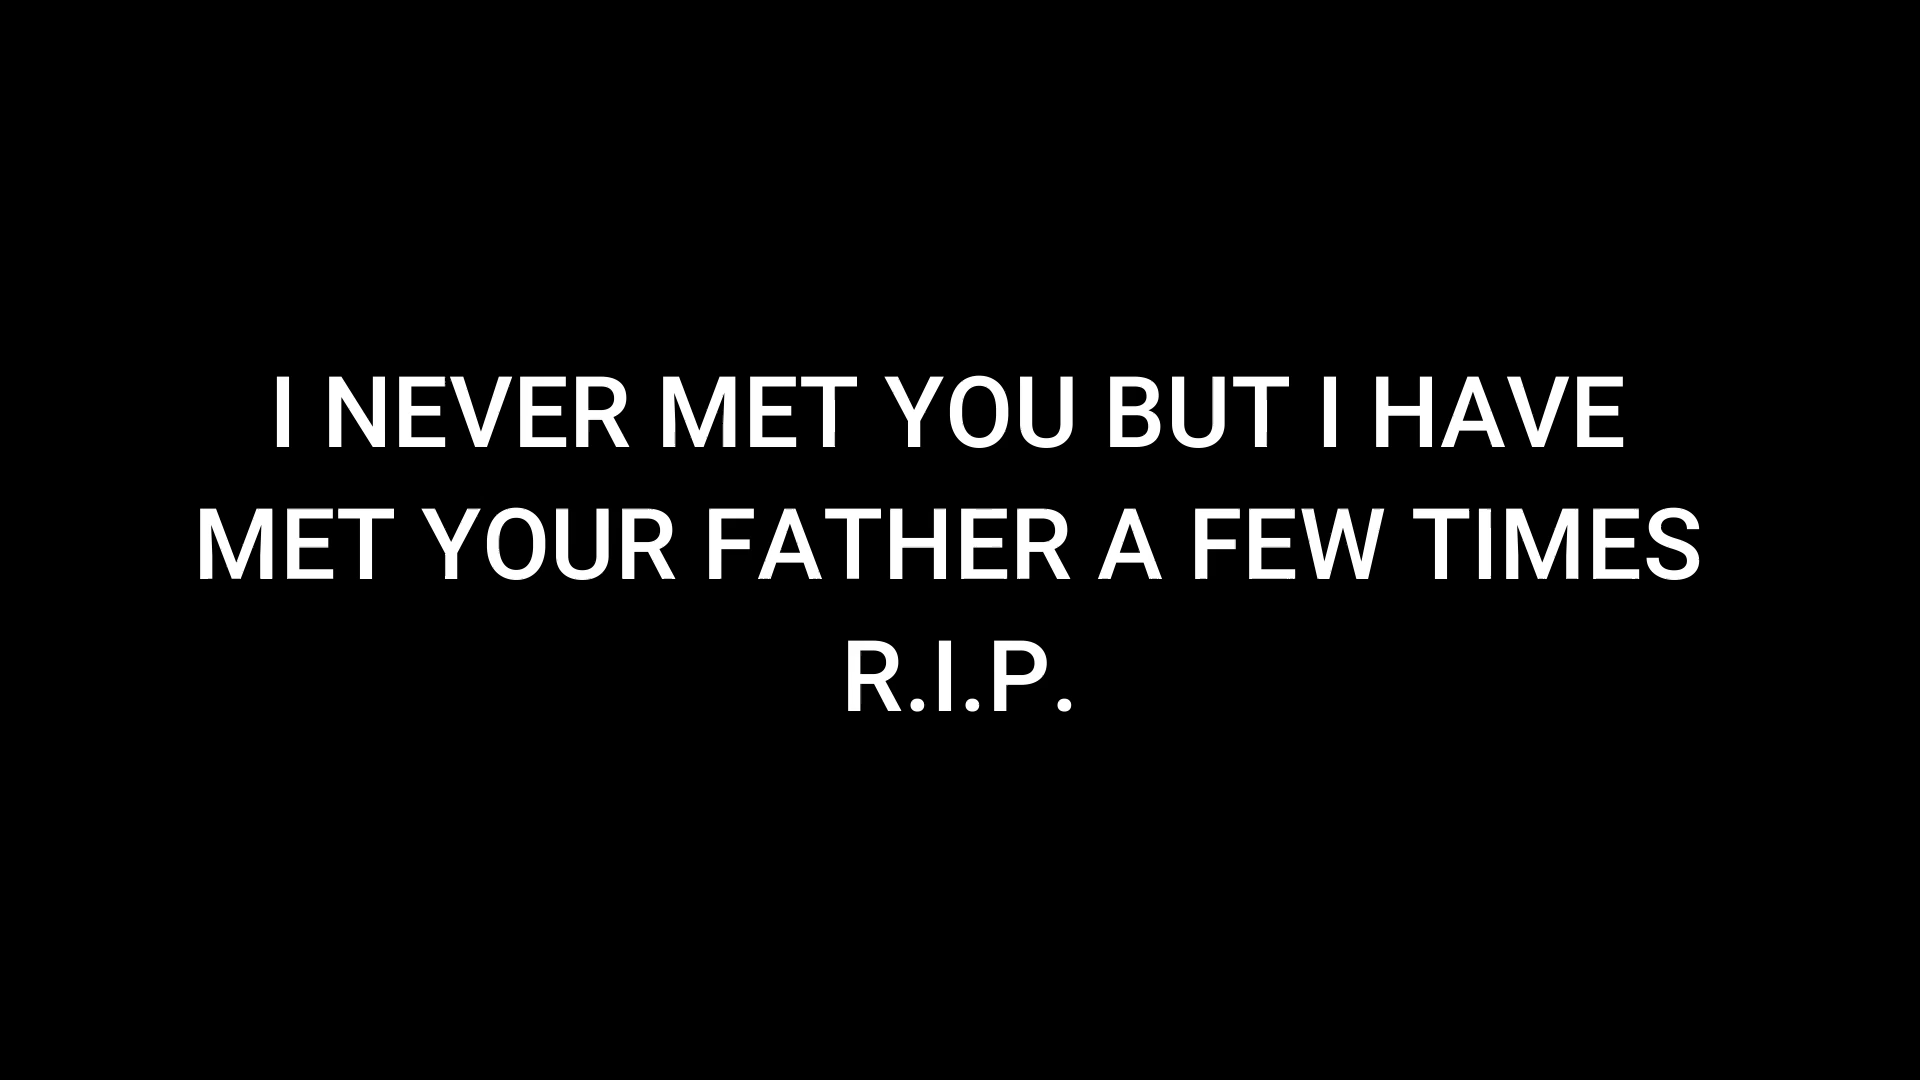 I NEVER MET YOU BUT I HAVE
MET YOUR FATHER A FEW TIMES
R.I.P.